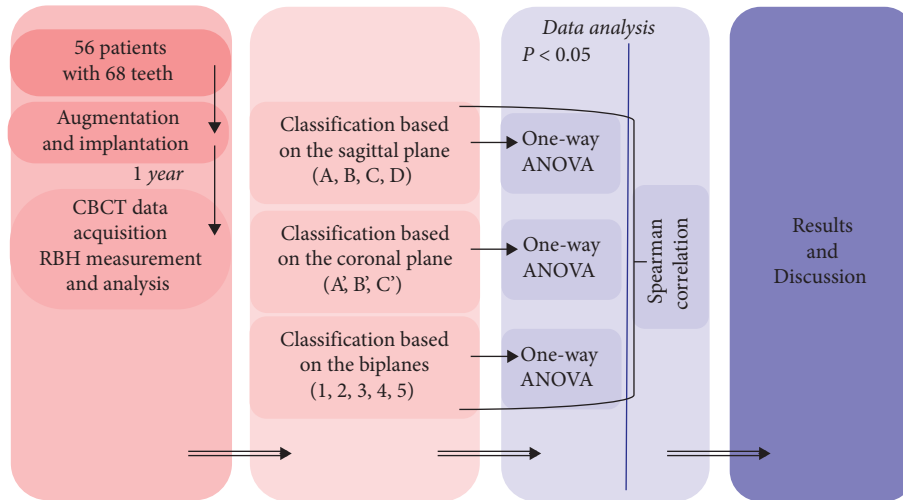 56 patients
with 68 teeth
Augmentation
and implantation
1 year
CBCT data
acquisition
RBH measurement
and analysis
Classification based
on the sagittal plane
(A, B, C, D)
Classification based
on the coronal plane
(A', B', C')
Classification based
on the biplanes
(1, 2, 3, 4, 5)
Data analysis
P < 0.05
One-way
ANOVA
One-way
ANOVA
One-way
ANOVA
Spearman
correlation
Results
and
Discussion